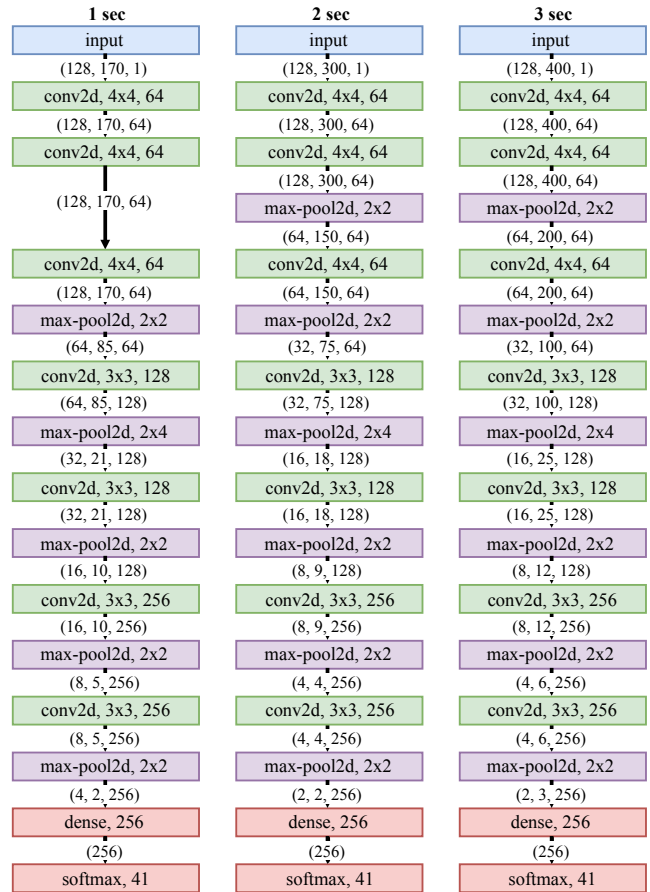 1 sec 2 sec 3 sec
input input input
(128, 170, 1) (128, 300, 1) (128, 400, 1)
conv2d, 4x4, 64 conv2d, 4x4, 64 conv2d, 4x4, 64
(128, 170, 64) (128, 300, 64) (128, 400, 64)
conv2d, 4x4, 64 conv2d, 4x4, 64 conv2d, 4x4, 64
(128, 300, 64) (128, 400, 64)
(128, 170, 64) max-pool2d, 2x2 max-pool2d, 2x2
(64, 150, 64) (64, 200, 64)
conv2d, 4x4, 64 conv2d, 4x4, 64 conv2d, 4x4, 64
(128, 170, 64) (64, 150, 64) (64, 200, 64)
max-pool2d, 2x2 max-pool2d, 2x2 max-pool2d, 2x2
(64, 85, 64) (32, 75, 64) (32, 100, 64)
conv2d, 3x3, 128 conv2d, 3x3, 128 conv2d, 3x3, 128
(64, 85, 128) (32, 75, 128) (32, 100, 128)
max-pool2d, 2x4 max-pool2d, 2x4 max-pool2d, 2x4
(32, 21, 128) (16, 18, 128) (16, 25, 128)
conv2d, 3x3, 128 conv2d, 3x3, 128 conv2d, 3x3, 128
(32, 21, 128) (16, 18, 128) (16, 25, 128)
max-pool2d, 2x2 max-pool2d, 2x2 max-pool2d, 2x2
(16, 10, 128) (8, 9, 128) (8, 12, 128)
conv2d, 3x3, 256 conv2d, 3x3, 256 conv2d, 3x3, 256
(16, 10, 256) (8, 9, 256) (8, 12, 256)
max-pool2d, 2x2 max-pool2d, 2x2 max-pool2d, 2x2
(8, 5, 256) (4, 4, 256) (4, 6, 256)
conv2d, 3x3, 256 conv2d, 3x3, 256 conv2d, 3x3, 256
(8, 5, 256) (4, 4, 256) (4, 6, 256)
max-pool2d, 2x2 max-pool2d, 2x2 max-pool2d, 2x2
(4, 2, 256) (2, 2, 256) (2, 3, 256)
dense, 256 dense, 256 dense, 256
(256) (256) (256)
softmax, 41 softmax, 41 softmax, 41